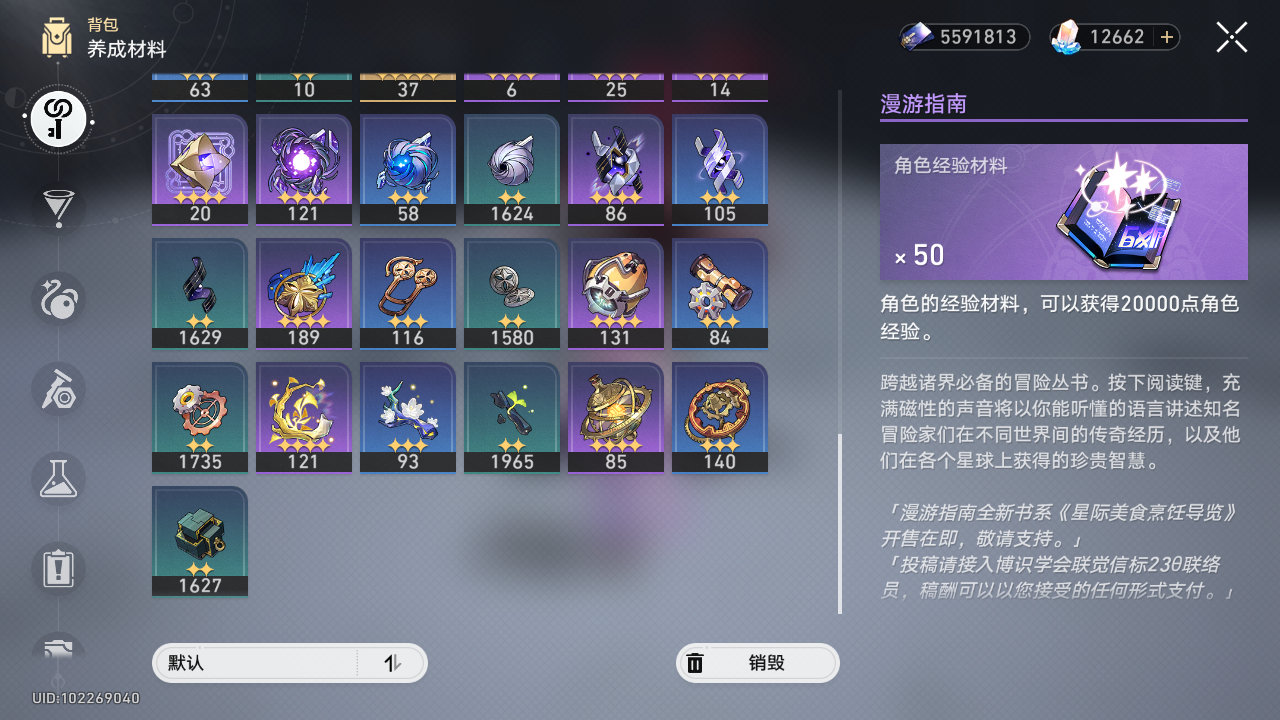 背包
养成材料
5591813
12662
63
10
37
6
25
14
20
121
58
1624
86
105
1629
189
116
1580
131
84
1735
121
93
1965
85
140
1627
默认
销毁
UID:102269040
漫游指南
角色经验材料
× 50
角色的经验材料，可以获得20000点角色
经验。
跨越诸界必备的冒险丛书。按下阅读键，充
满磁性的声音将以你能听懂的语言讲述知名
冒险家们在不同世界间的传奇经历，以及他
们在各个星球上获得的珍贵智慧。
「漫游指南全新书系《星际美食烹饪导览》
开售在即，敬请支持。」
「投稿请接入博识学会联觉信标230联络
员，稿酬可以以您接受的任何形式支付。」